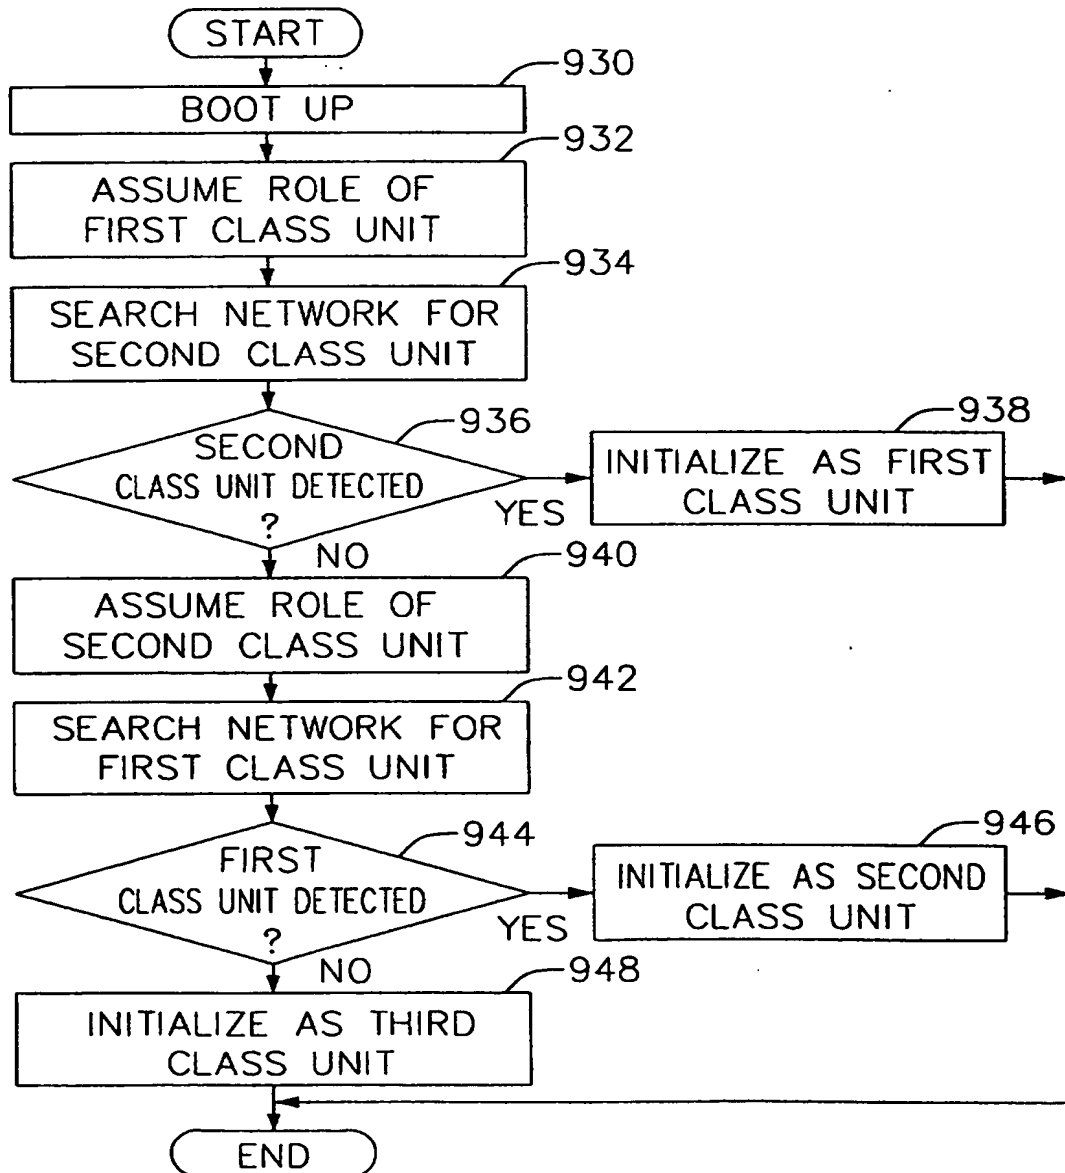 START
930
BOOT UP
932
ASSUME ROLE OF
FIRST CLASS UNIT
934
SEARCH NETWORK FOR
SECOND CLASS UNIT
936
SECOND
CLASS UNIT DETECTED
?
YES
NO
938
INITIALIZE AS FIRST
CLASS UNIT
940
ASSUME ROLE OF
SECOND CLASS UNIT
942
SEARCH NETWORK FOR
FIRST CLASS UNIT
944
FIRST
CLASS UNIT DETECTED
?
YES
NO
946
INITIALIZE AS SECOND
CLASS UNIT
948
INITIALIZE AS THIRD
CLASS UNIT
END